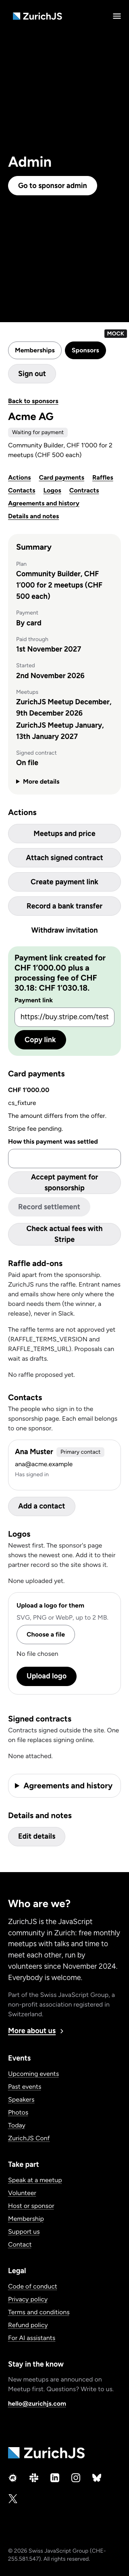 ZurichJS
Admin
Go to sponsor admin
MOCK
Memberships
Sponsors
Sign out
Back to sponsors
Acme AG
Waiting for payment
Community Builder, CHF 1'000 for 2
meetups (CHF 500 each)
Actions Card payments Raffles
Contacts Logos Contracts
Agreements and history
Details and notes
Summary
Plan
Community Builder, CHF
1'000 for 2 meetups (CHF
500 each)
Payment
By card
Paid through
1st November 2027
Started
2nd November 2026
Meetups
ZurichJS Meetup December,
9th December 2026
ZurichJS Meetup January,
13th January 2027
Signed contract
On file
More details
Actions
Meetups and price
Attach signed contract
Create payment link
Record a bank transfer
Withdraw invitation
Payment link created for
CHF 1'000.00 plus a
processing fee of CHF
30.18: CHF 1'030.18.
Payment link
https://buy.stripe.com/test
Copy link
Card payments
CHF 1'000.00
cs_fixture
The amount differs from the offer.
Stripe fee pending.
How this payment was settled
Accept payment for
sponsorship
Record settlement
Check actual fees with
Stripe
Raffle add-ons
Paid apart from the sponsorship.
ZurichJS runs the raffle. Entrant names
and emails show here only where the
board releases them (the winner, a
release), never in Slack.
The raffle terms are not approved yet
(RAFFLE_TERMS_VERSION and
RAFFLE_TERMS_URL). Proposals can
wait as drafts.
No raffle proposed yet.
Contacts
The people who sign in to the
sponsorship page. Each email belongs
to one sponsor.
Ana Muster Primary contact
ana@acme.example
Has signed in
Add a contact
Logos
Newest first. The sponsor's page
shows the newest one. Add it to their
partner record so the site shows it.
None uploaded yet.
Upload a logo for them
SVG, PNG or WebP, up to 2 MB.
Choose a file
No file chosen
Upload logo
Signed contracts
Contracts signed outside the site. One
on file replaces signing online.
None attached.
Agreements and history
Details and notes
Edit details
Who are we?
ZurichJS is the JavaScript
community in Zurich: free monthly
meetups with talks and time to
meet each other, run by
volunteers since November 2024.
Everybody is welcome.
Part of the Swiss JavaScript Group, a
non-profit association registered in
Switzerland.
More about us
Events
Upcoming events
Past events
Speakers
Photos
Today
ZurichJS Conf
Take part
Speak at a meetup
Volunteer
Host or sponsor
Membership
Support us
Contact
Legal
Code of conduct
Privacy policy
Terms and conditions
Refund policy
For AI assistants
Stay in the know
New meetups are announced on
Meetup first. Questions? Write to us.
hello@zurichjs.com
ZurichJS
© 2026 Swiss JavaScript Group (CHE-
255.581.547). All rights reserved.